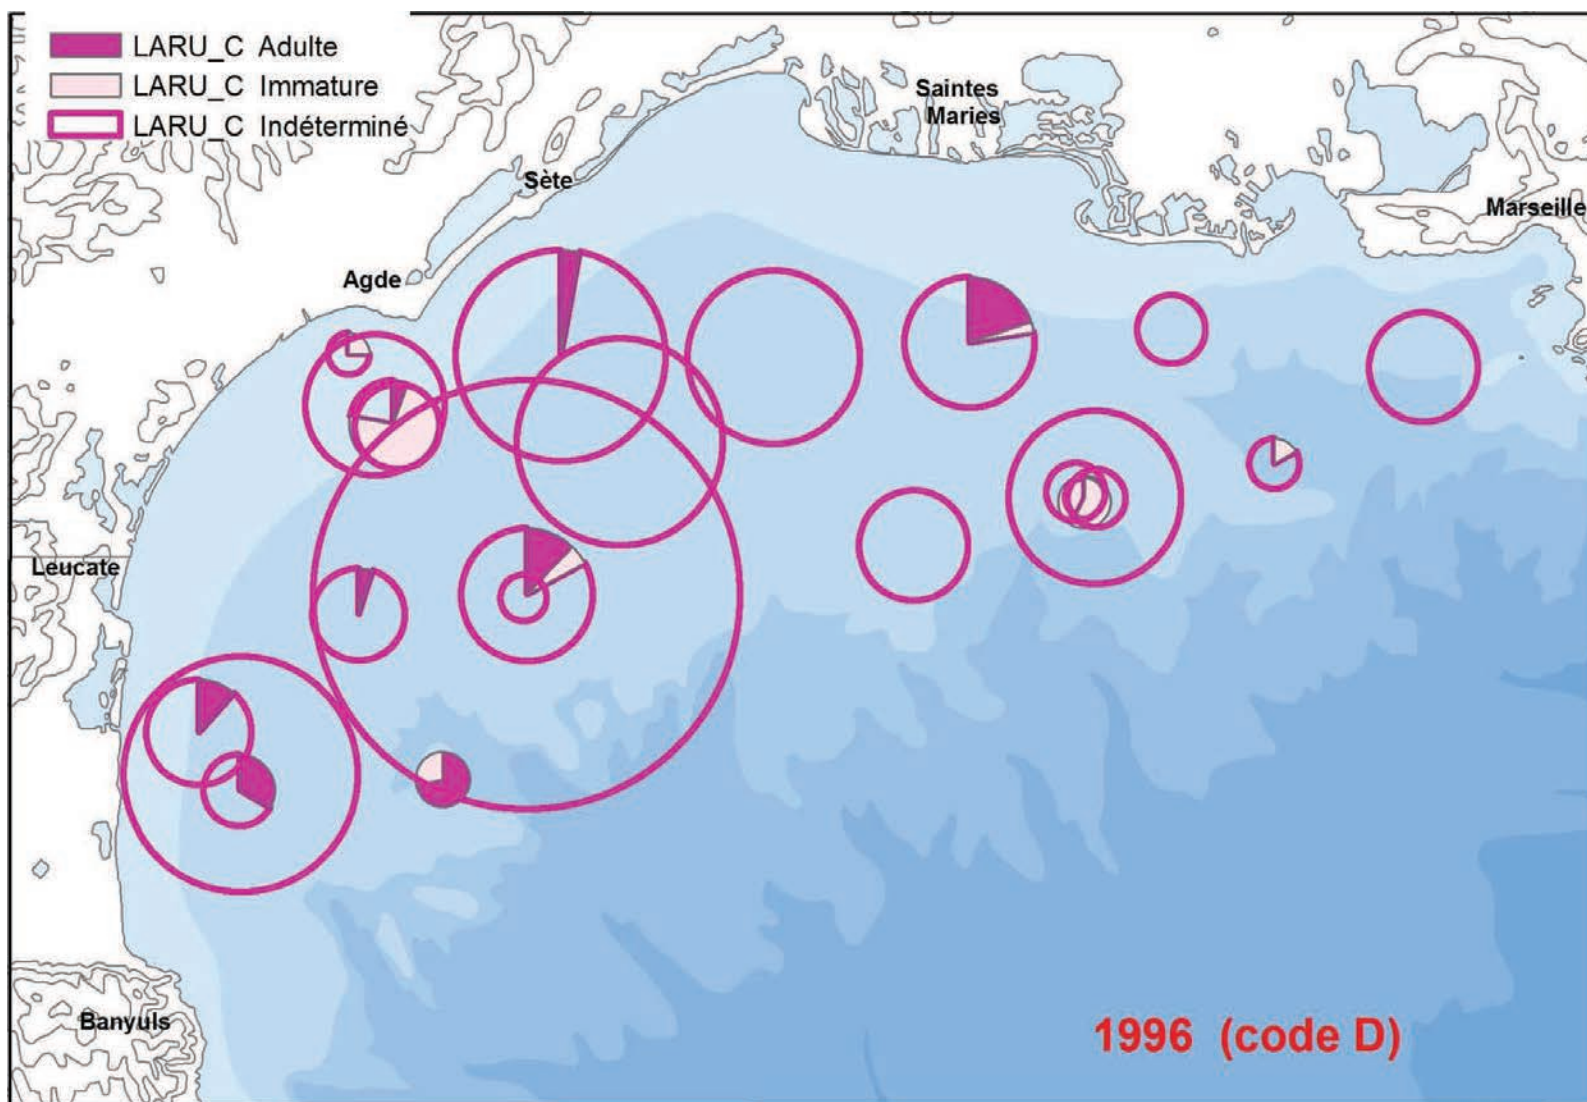 LARU_C Adulte
LARU_C Immature
LARU_C Indéterminé
Saintes
Maries
Sète
Marseille
Agde
Leucate
Banyuls
1996 (code D)